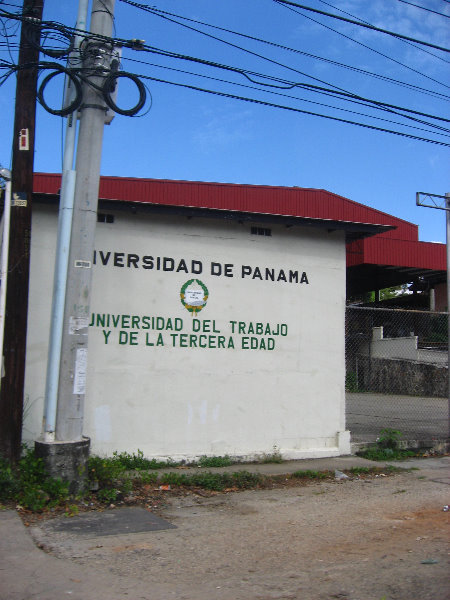 IVERSIDAD DE PANAMA
UNIVERSIDAD DEL TRABAJO
Y DE LA TERCERA EDAD